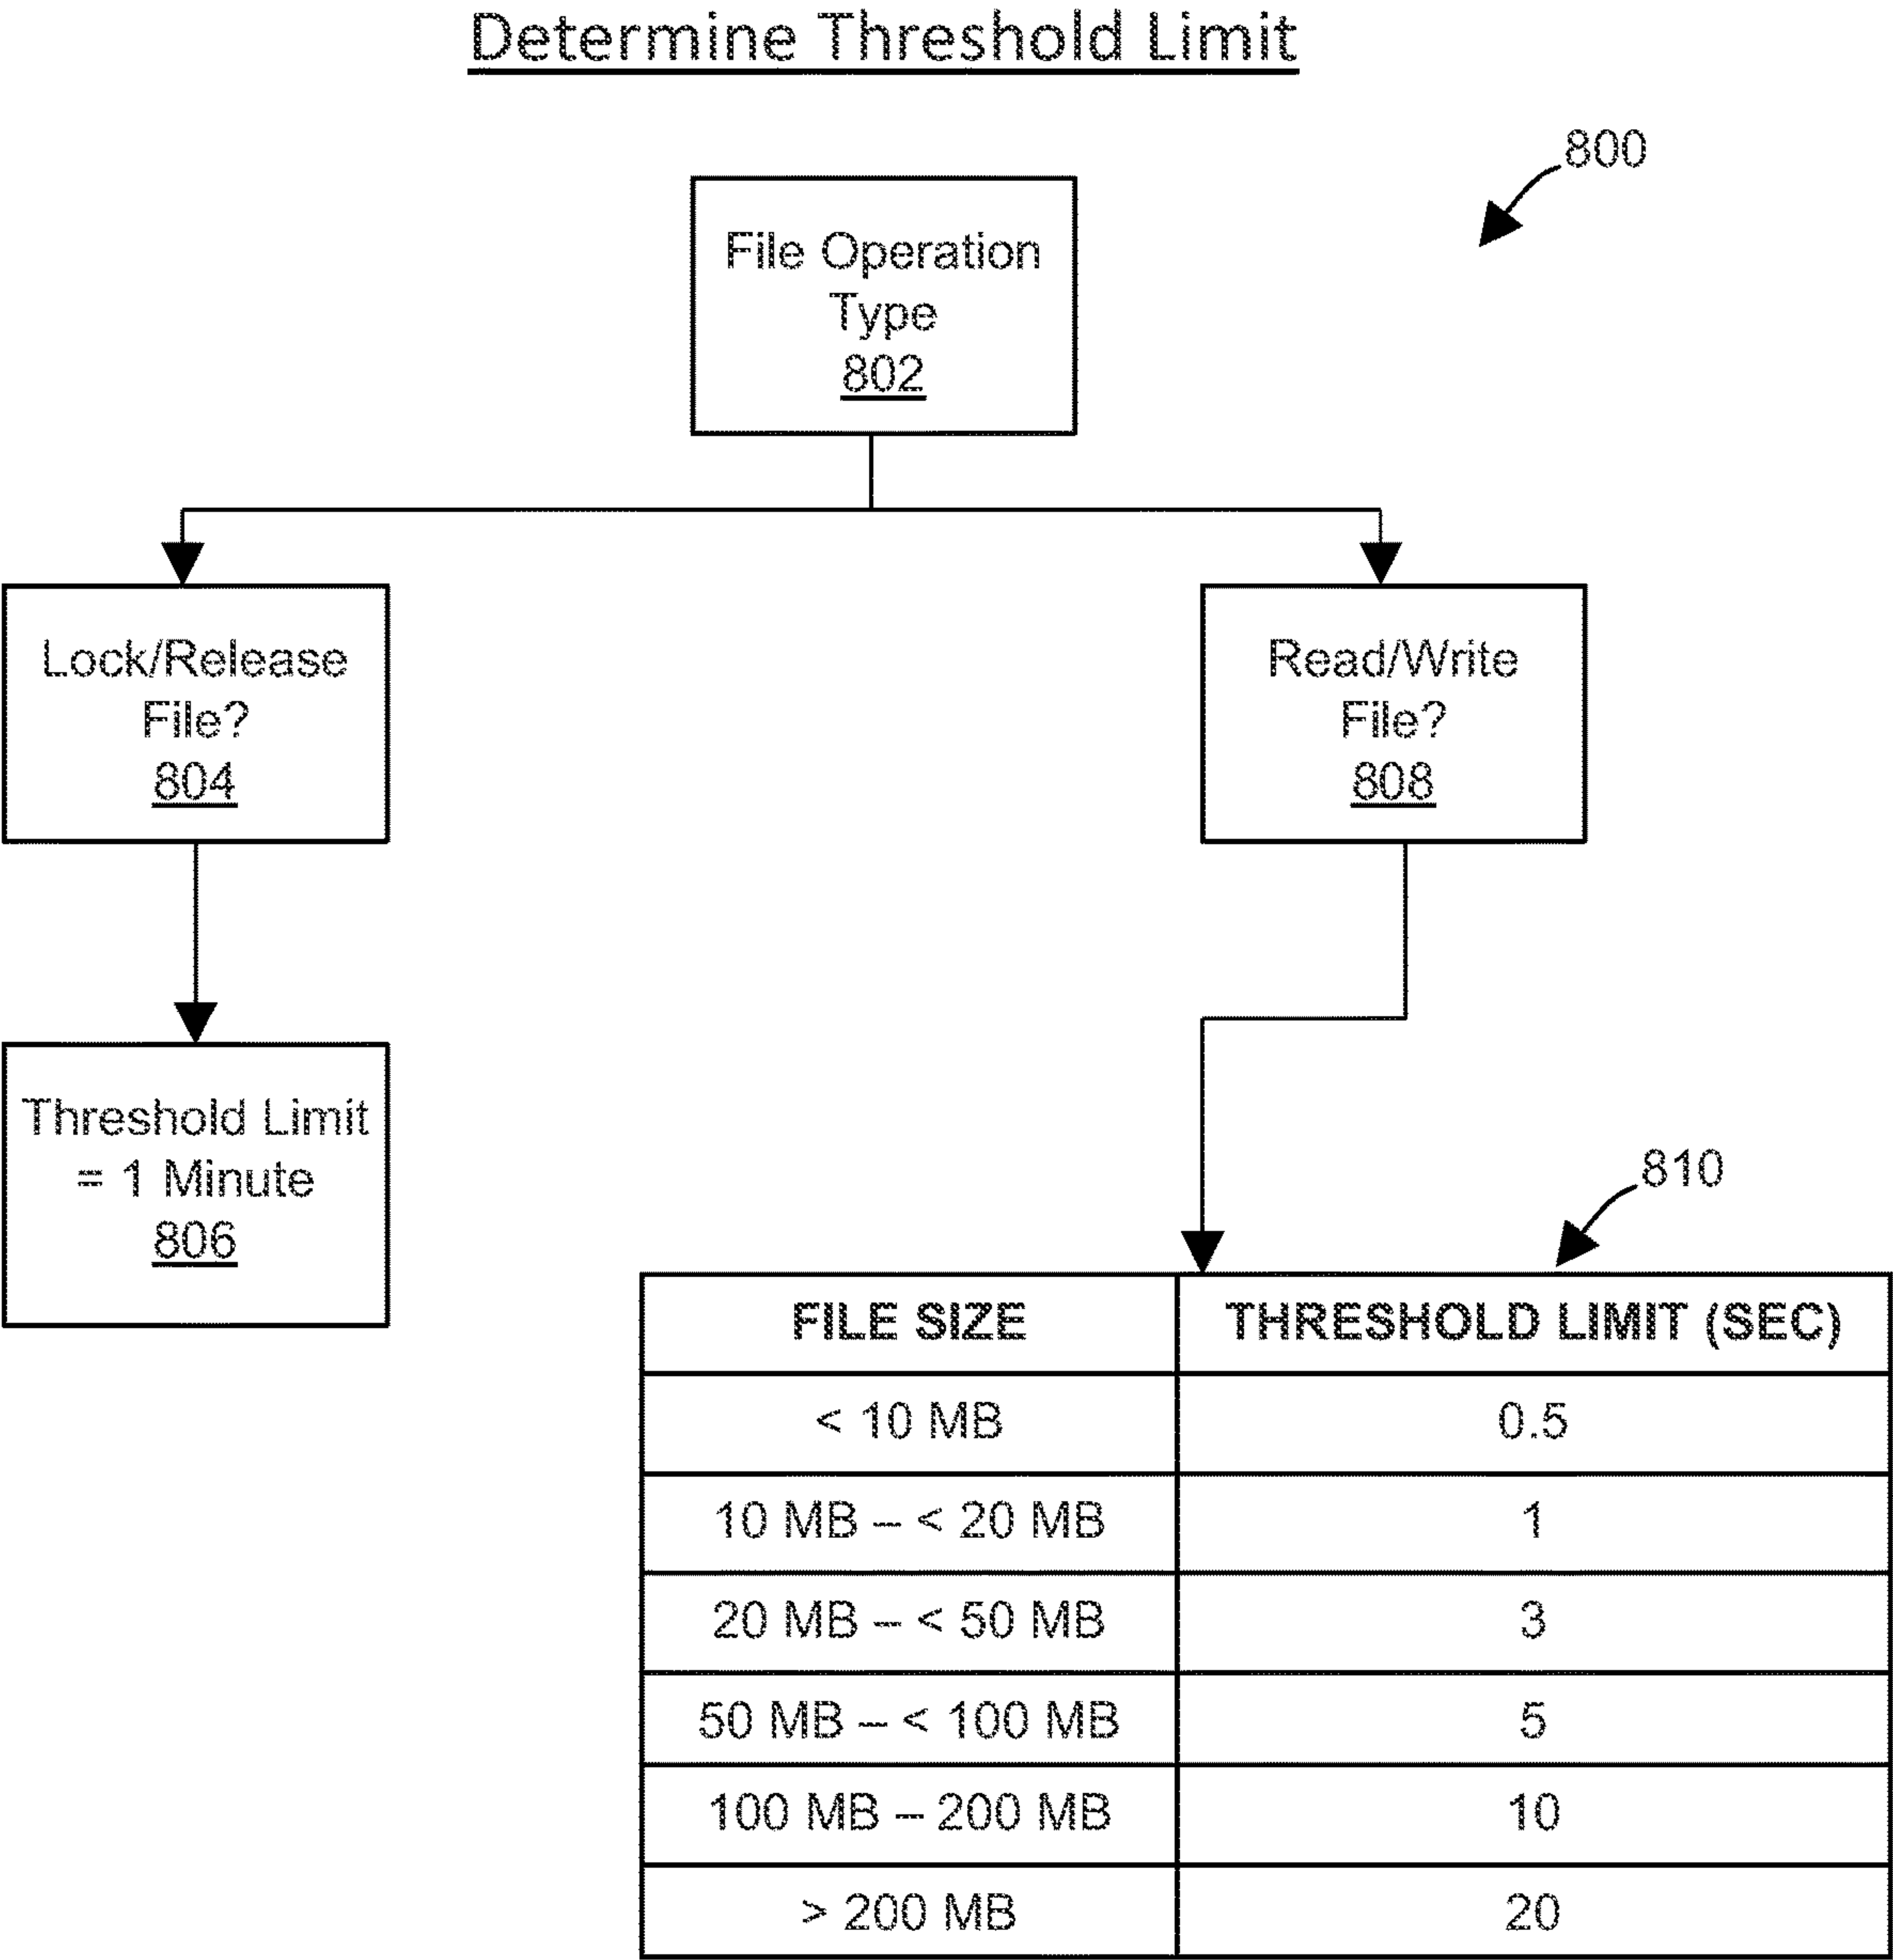 Determine Threshold Limit
800
File Operation
Type
802
Lock/Release
File?
804
Read/Write
File?
808
Threshold Limit
= 1 Minute
806
810
FILE SIZE THRESHOLD LIMIT (SEC)
< 10 MB 0.5
10 MB – < 20 MB 1
20 MB – < 50 MB 3
50 MB – < 100 MB 5
100 MB – 200 MB 10
> 200 MB 20